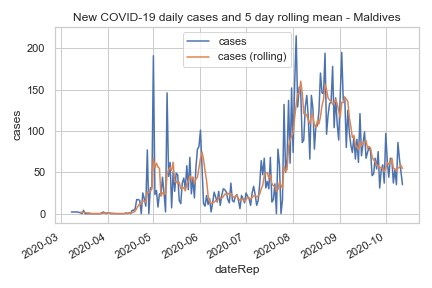 New COVID-19 daily cases and 5 day rolling mean - Maldives
cases
cases (rolling)
200
150
100
50
0
cases
2020-03
2020-04
2020-05
2020-06
2020-07
2020-08
2020-09
2020-10
dateRep